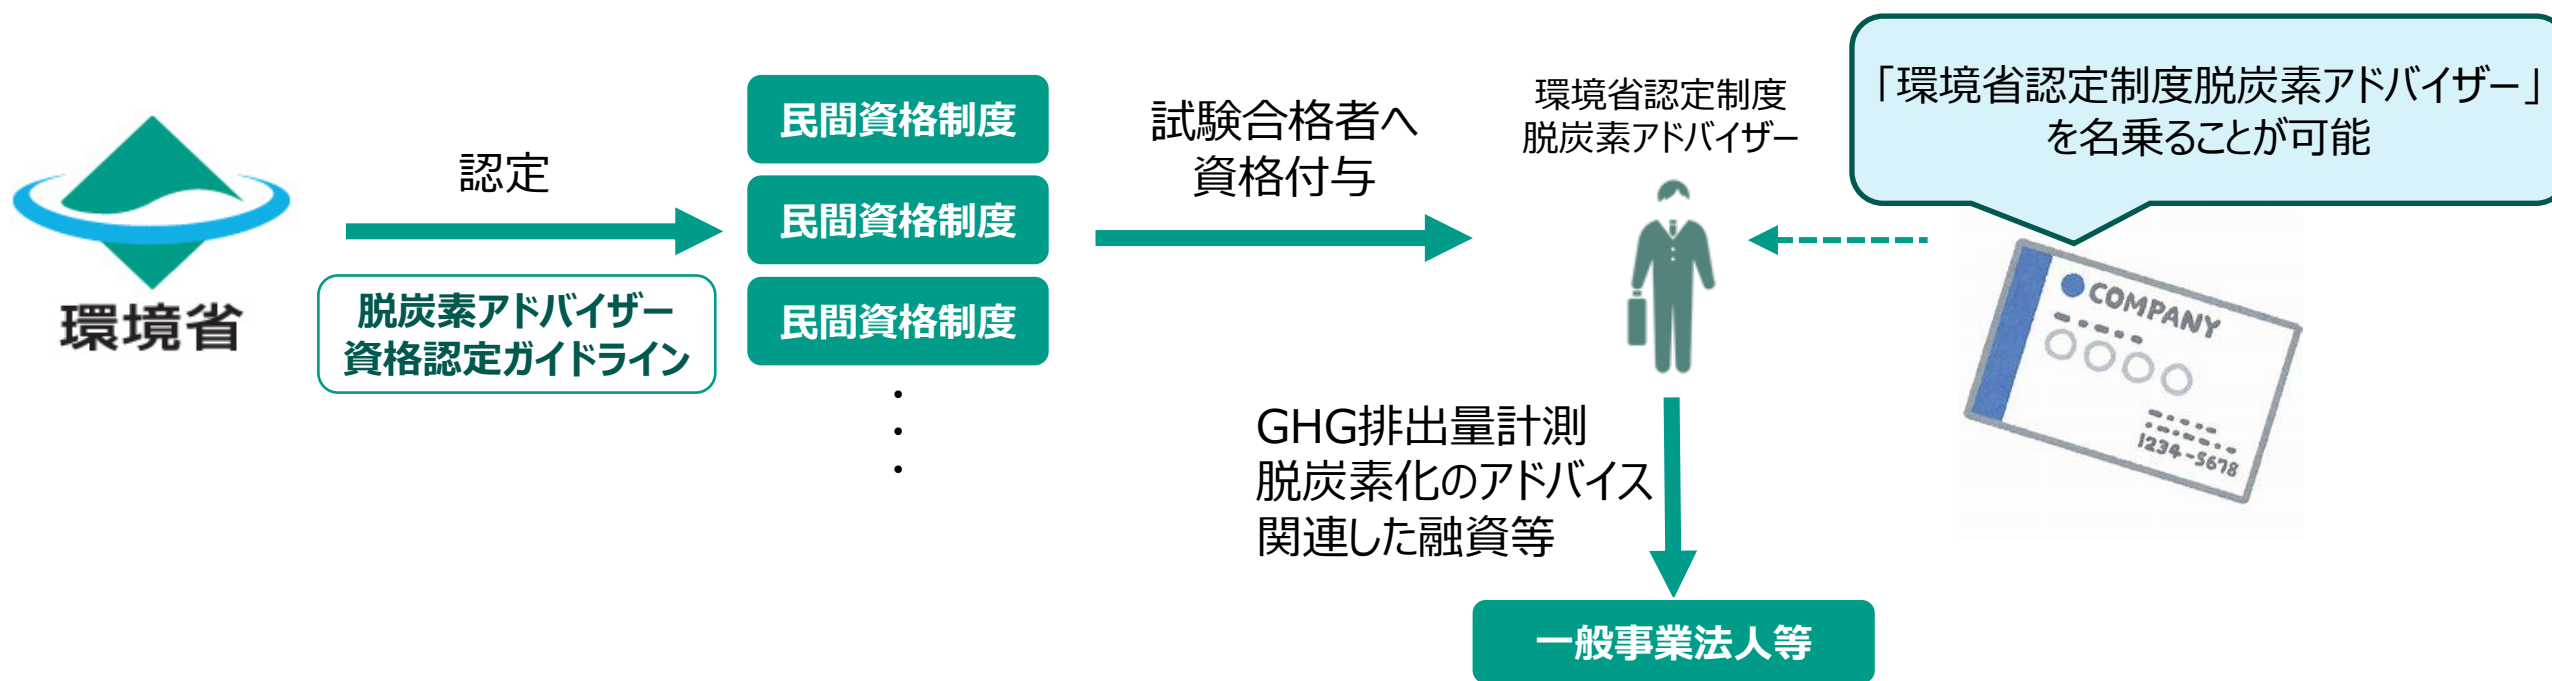 環境省
認定
脱炭素アドバイザー
資格認定ガイドライン
民間資格制度
民間資格制度
民間資格制度
・
・
・
試験合格者へ
資格付与
環境省認定制度
脱炭素アドバイザー
「環境省認定制度脱炭素アドバイザー」
を名乗ることが可能
COMPANY
1234-5678
GHG排出量計測
脱炭素化のアドバイス
関連した融資等
一般事業法人等